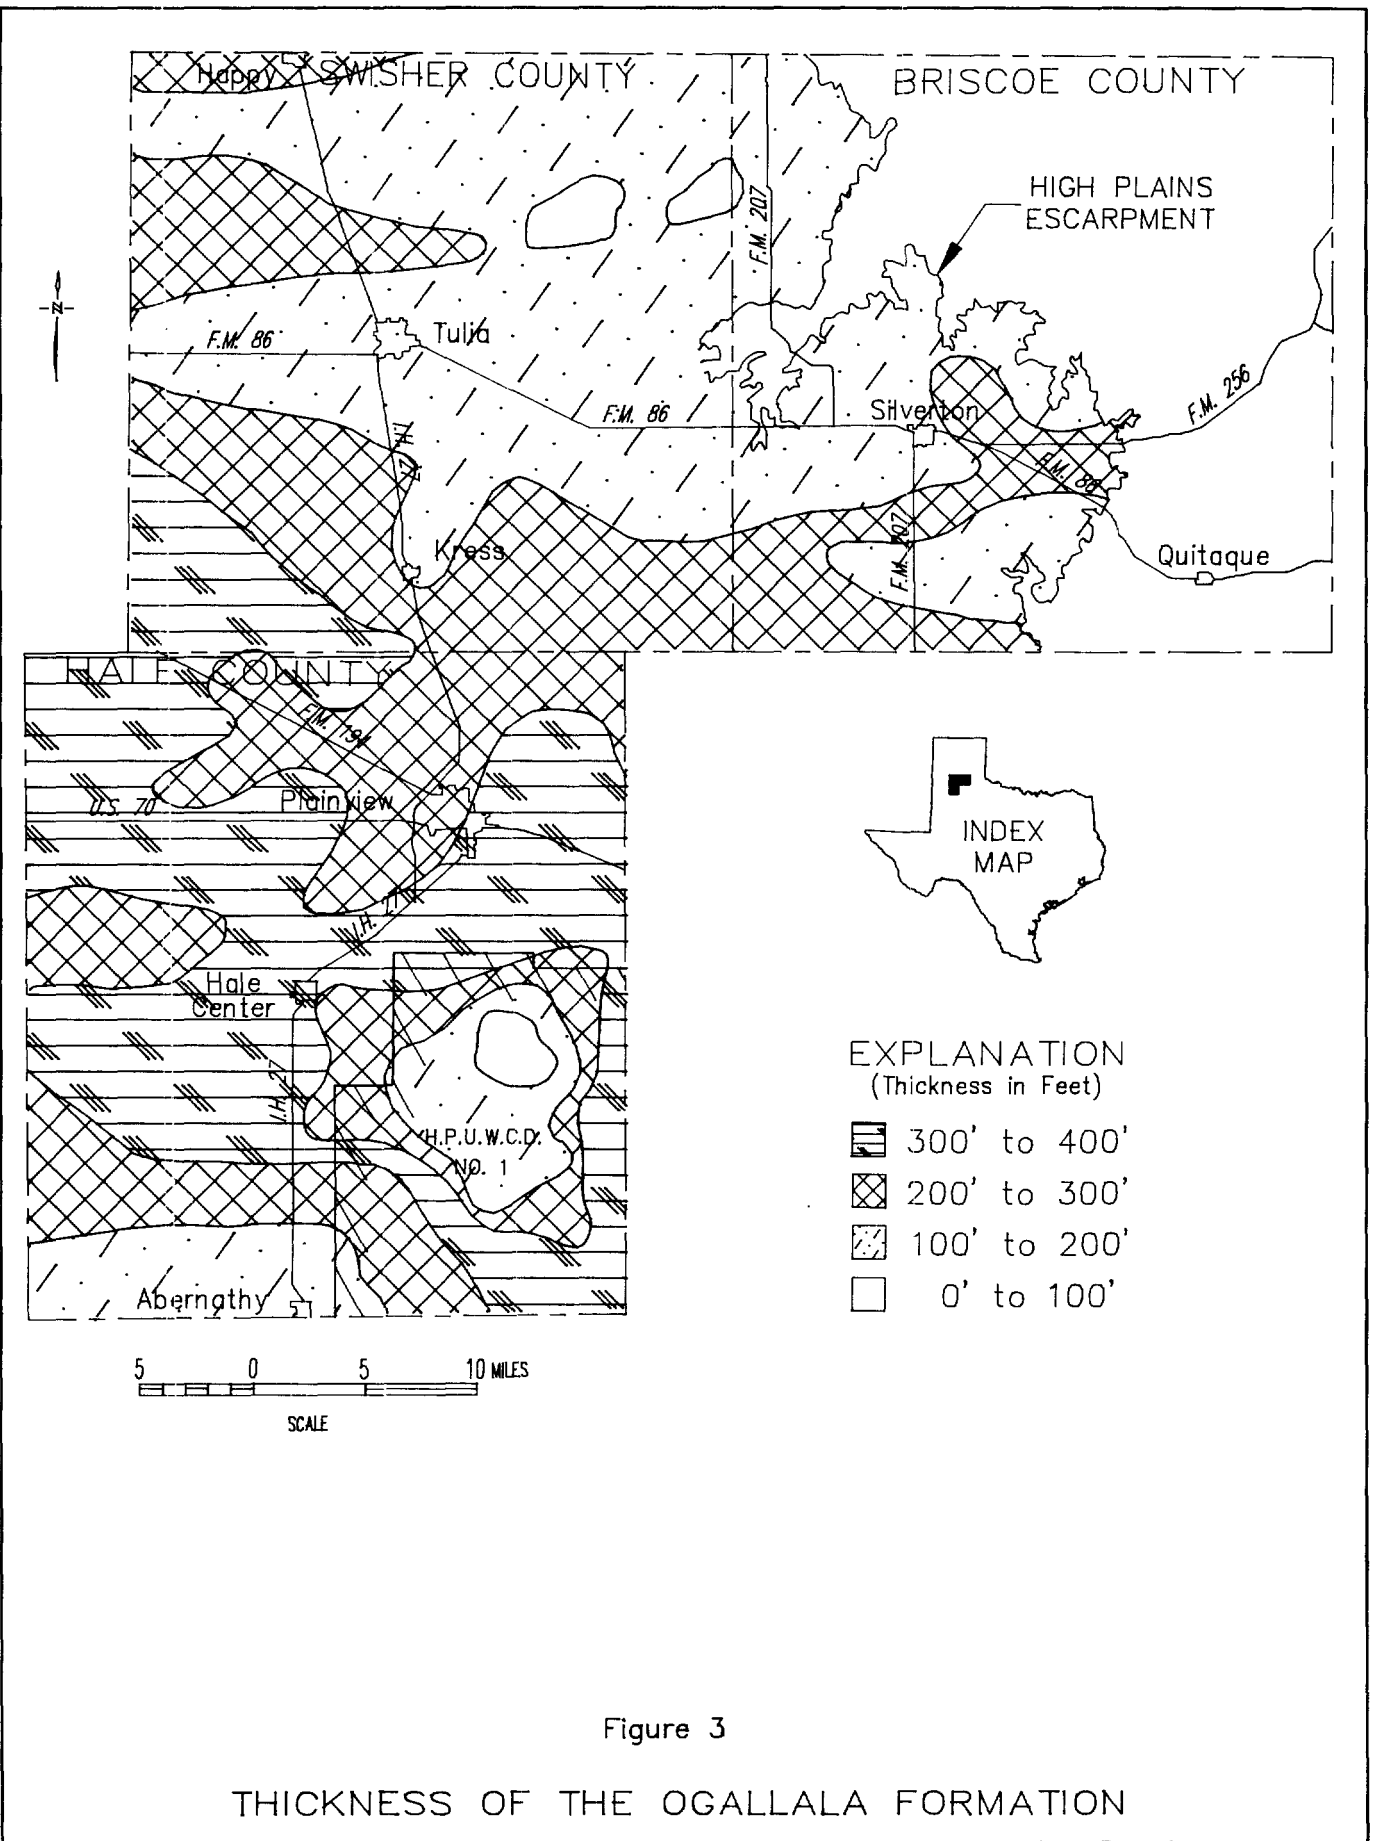 Happy
SWISHER COUNTY
BRISCOE COUNTY
HIGH PLAINS
ESCARPMENT
F.M. 207
-N-
Tulia
F.M. 86
F.M. 86
F.M. 256
Silverton
I.H. 27
F.M. 86
F.M. 207
Kress
Quitaque
HALE COUNTY
F.M. 194
Plainview
U.S. 70
INDEX
MAP
I.H. 27
Hale
Center
EXPLANATION
(Thickness in Feet)
I.H. 27
300' to 400'
H.P.U.W.C.D.
NO. 1
200' to 300'
100' to 200'
Abernathy
0' to 100'
5 0 5 10 MILES
SCALE
Figure 3
THICKNESS OF THE OGALLALA FORMATION